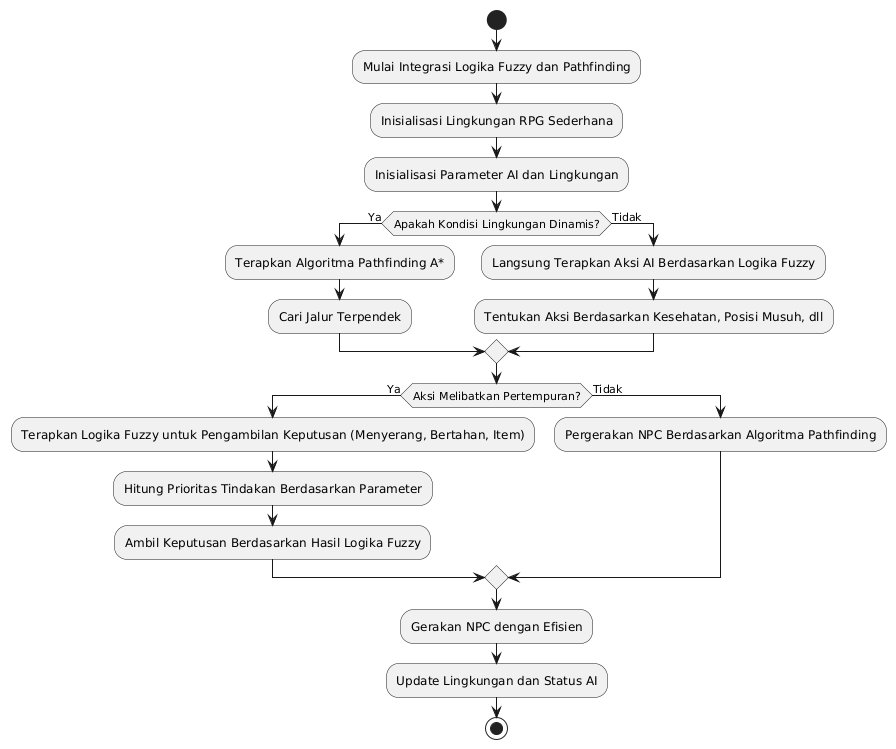 Mulai Integrasi Logika Fuzzy dan Pathfinding
Inisialisasi Lingkungan RPG Sederhana
Inisialisasi Parameter AI dan Lingkungan
Ya
Apakah Kondisi Lingkungan Dinamis?
Tidak
Terapkan Algoritma Pathfinding A*
Langsung Terapkan Aksi AI Berdasarkan Logika Fuzzy
Cari Jalur Terpendek
Tentukan Aksi Berdasarkan Kesehatan, Posisi Musuh, dll
Ya
Aksi Melibatkan Pertempuran?
Tidak
Terapkan Logika Fuzzy untuk Pengambilan Keputusan (Menyerang, Bertahan, Item)
Pergerakan NPC Berdasarkan Algoritma Pathfinding
Hitung Prioritas Tindakan Berdasarkan Parameter
Ambil Keputusan Berdasarkan Hasil Logika Fuzzy
Gerakan NPC dengan Efisien
Update Lingkungan dan Status AI